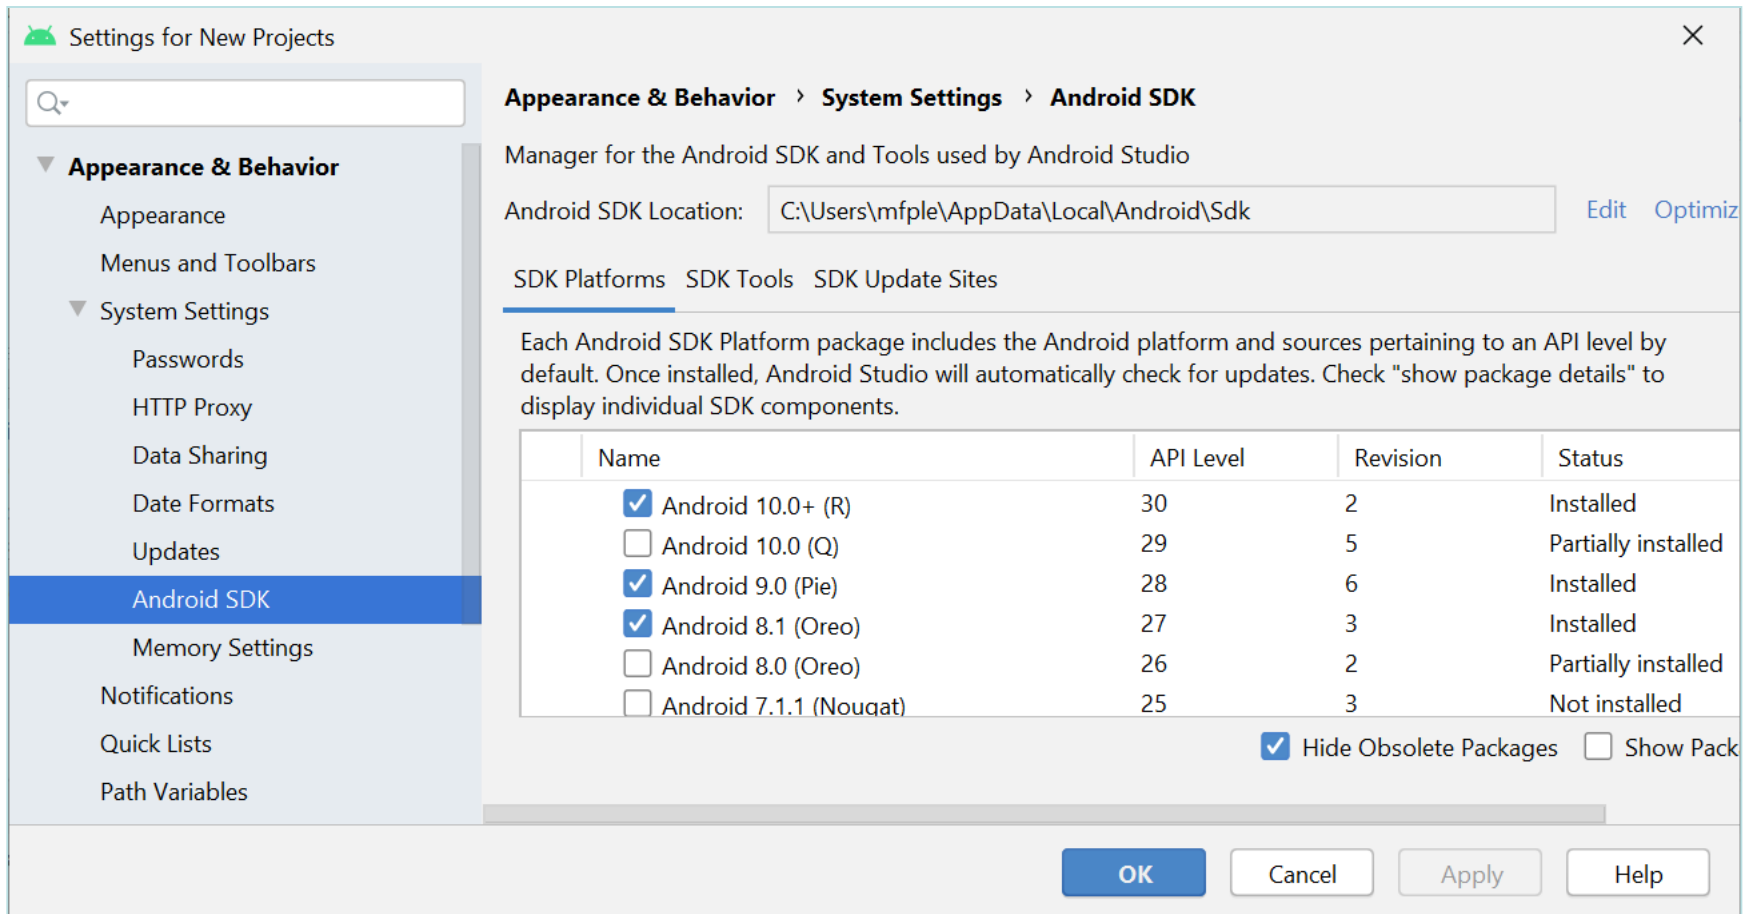 Settings for New Projects
Appearance & Behavior
Appearance
Menus and Toolbars
System Settings
Passwords
HTTP Proxy
Data Sharing
Date Formats
Updates
Android SDK
Memory Settings
Notifications
Quick Lists
Path Variables
Appearance & Behavior › System Settings › Android SDK
Manager for the Android SDK and Tools used by Android Studio
Android SDK Location: C:\Users\mfple\AppData\Local\Android\Sdk Edit Optimiz
SDK Platforms SDK Tools SDK Update Sites
Each Android SDK Platform package includes the Android platform and sources pertaining to an API level by
default. Once installed, Android Studio will automatically check for updates. Check "show package details" to
display individual SDK components.
Name API Level Revision Status
Android 10.0+ (R) 30 2 Installed
Android 10.0 (Q) 29 5 Partially installed
Android 9.0 (Pie) 28 6 Installed
Android 8.1 (Oreo) 27 3 Installed
Android 8.0 (Oreo) 26 2 Partially installed
Android 7.1.1 (Nougat) 25 3 Not installed
Hide Obsolete Packages Show Pack
OK Cancel Apply Help